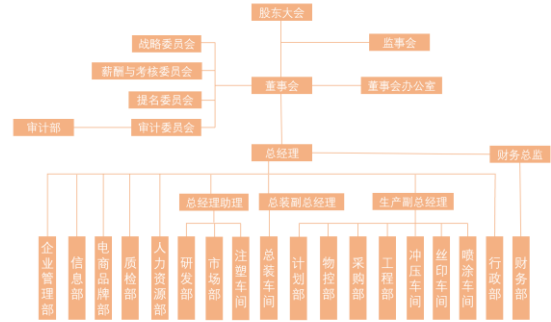 股东大会
战略委员会
监事会
薪酬与考核委员会
董事会
董事会办公室
提名委员会
审计部
审计委员会
总经理
财务总监
总经理助理
总装副总经理
生产副总经理
企业管理部
信息部
电商品牌部
质检部
人力资源部
研发部
市场部
注塑车间
总装车间
计划部
物控部
采购部
工程部
冲压车间
丝印车间
喷涂车间
行政部
财务部